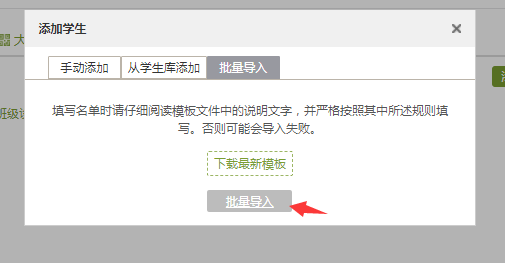 添加学生
大
手动添加
从学生库添加
批量导入
班级
填写名单时请仔细阅读模板文件中的说明文字，并严格按照其中所述规则填
写。否则可能会导入失败。
下载最新模板
批量导入